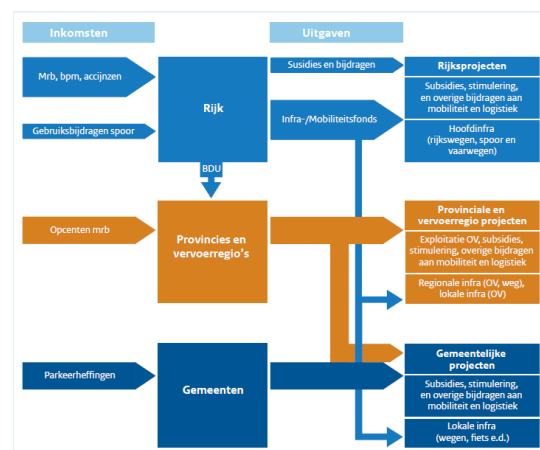 Inkomsten
Uitgaven
Mrb, bpm, accijnzen
Gebruiksbijdragen spoor
Rijk
BDU
Susidies en bijdragen
Infra-/Mobiliteitsfonds
Rijksprojecten
Subsidies, stimulering,
en overige bijdragen aan
mobiliteit en logistiek
Hoofdinfra
(rijkswegen, spoor en
vaarwegen)
Opcenten mrb
Provincies en
vervoerregio's
Provinciale en
vervoerregio projecten
Exploitatie OV, subsidies,
stimulering, overige bijdragen
aan mobiliteit en logistiek
Regionale infra (OV, weg),
lokale infra (OV)
Parkeerheffingen
Gemeenten
Gemeentelijke
projecten
Subsidies, stimulering,
en overige bijdragen aan
mobiliteit en logistiek
Lokale infra
(wegen, fiets e.d.)